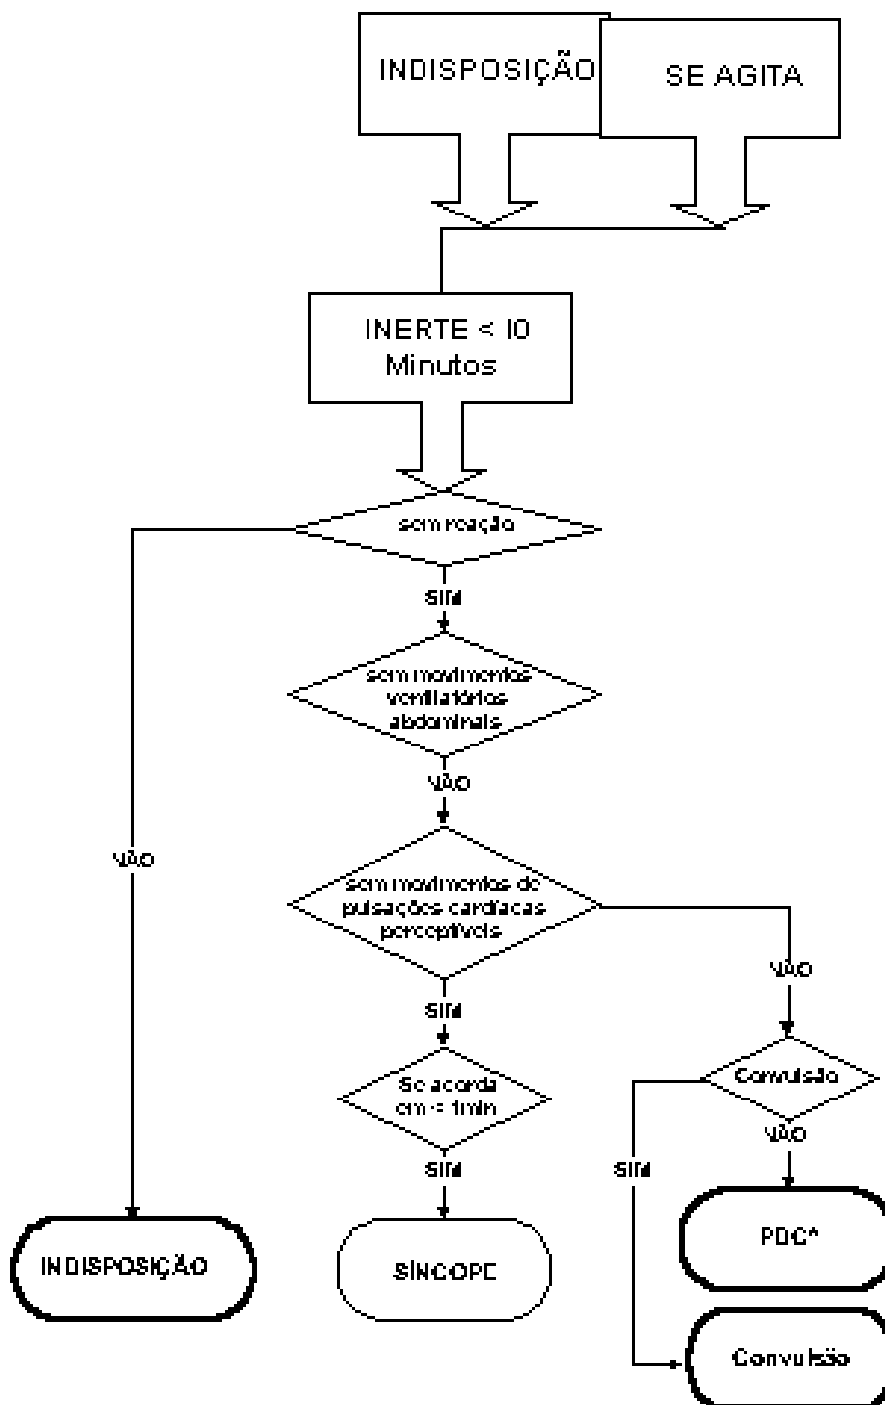 INDISPOSIÇÃO
SE AGITA
INERTE < I0
Minutos
sem reação
SIM
sem movimentos
ventilatórios
abdominais
NÃO
NÃO
sem movimentos de
pulsações cardíacas
perceptíveis
NÃO
SIM
Se acorda
em < 1min
Convulsão
NÃO
SIM
SIM
INDISPOSIÇÃO
SÍNCOPE
PDC*
Convulsão